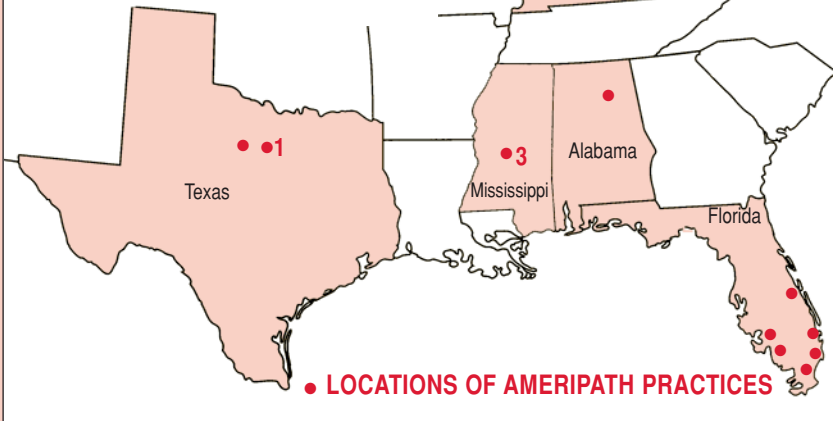 1
3
Alabama
Texas
Mississippi
Florida
LOCATIONS OF AMERIPATH PRACTICES